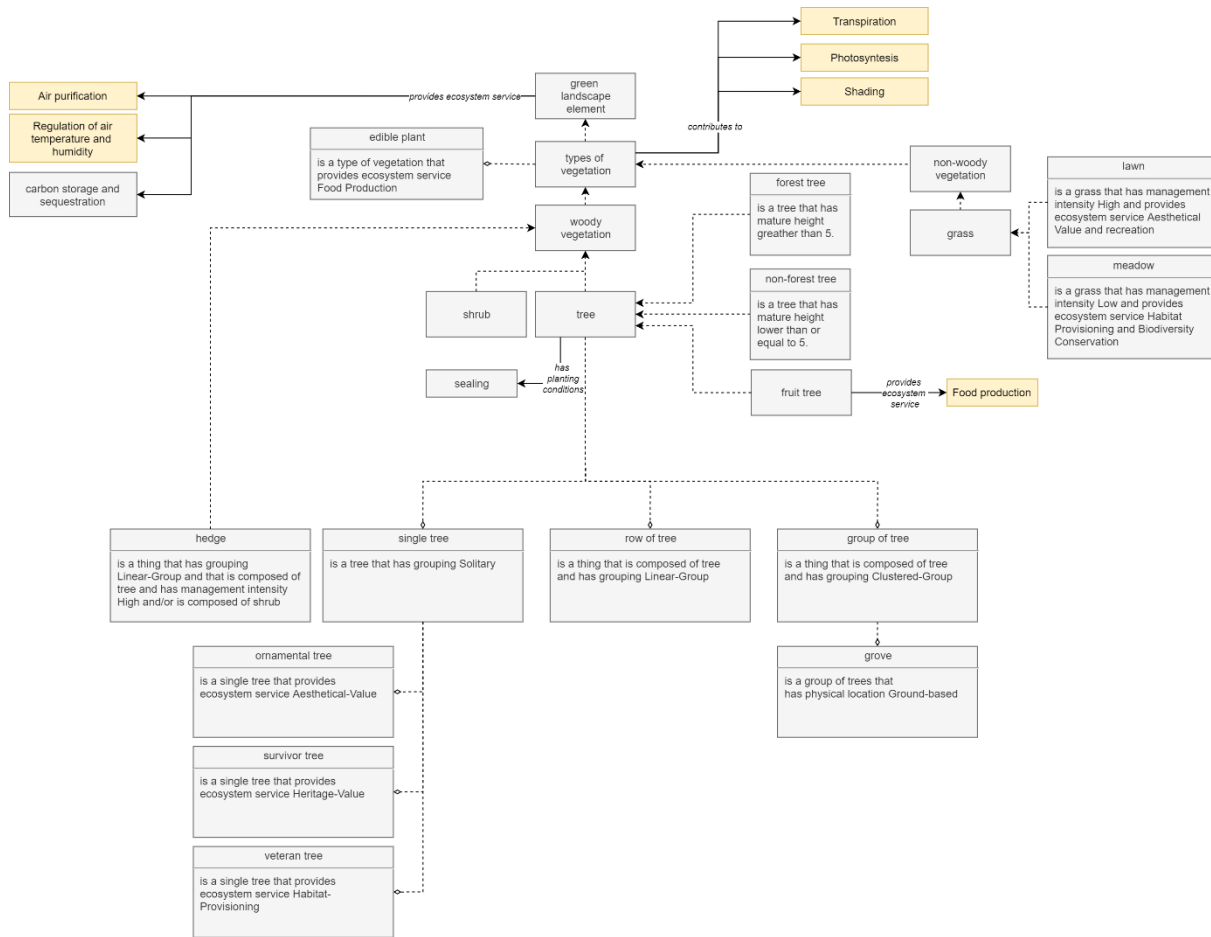 Transpiration
Photosyntesis
Shading
green
landscape
element
provides ecosystem service
Air purification
Regulation of air
temperature and
humidity
carbon storage and
sequestration
contributes to
edible plant
is a type of vegetation that
provides ecosystem service
Food Production
types of
vegetation
non-woody
vegetation
lawn
is a grass that has management
intensity High and provides
ecosystem service Aesthetical
Value and recreation
forest tree
is a tree that has
mature height
greather than 5.
woody
vegetation
grass
meadow
is a grass that has management
intensity Low and provides
ecosystem service Habitat
Provisioning and Biodiversity
Conservation
non-forest tree
is a tree that has
mature height
lower than or
equal to 5.
shrub
tree
has
planting
conditions
sealing
fruit tree
provides
ecosystem
service
Food production
hedge
is a thing that has grouping
Linear-Group and that is composed of
tree and has management intensity
High and/or is composed of shrub
single tree
is a tree that has grouping Solitary
row of tree
is a thing that is composed of tree
and has grouping Linear-Group
group of tree
is a thing that is composed of tree
and has grouping Clustered-Group
ornamental tree
is a single tree that provides
ecosystem service Aesthetical-Value
grove
is a group of trees that
has physical location Ground-based
survivor tree
is a single tree that provides
ecosystem service Heritage-Value
veteran tree
is a single tree that provides
ecosystem service Habitat-
Provisioning